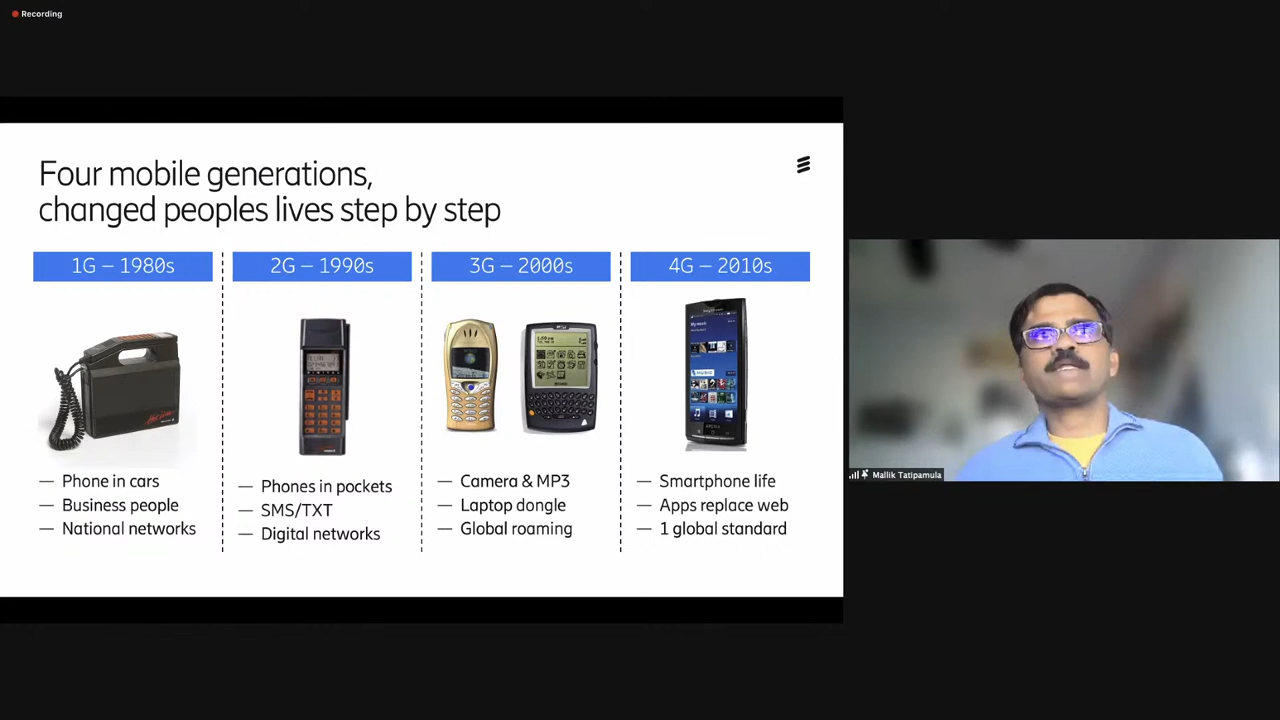 Recording
Four mobile generations,
changed peoples lives step by step
1G – 1980s
2G – 1990s
3G – 2000s
4G – 2010s
— Phone in cars
— Business people
— National networks
— Phones in pockets
— SMS/TXT
— Digital networks
— Camera & MP3
— Laptop dongle
— Global roaming
— Smartphone life
— Apps replace web
— 1 global standard
Mallik Tatipamula